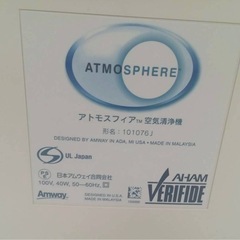 ATMOSPHERE
アトモスフィア™ 空気清浄機
形名：101076J
DESIGNED BY AMWAY IN ADA, MI USA • MADE IN MALAYSIA
UL Japan
日本アムウェイ合同会社
100V, 40W, 50—60Hz,
Amway
DESIGNED IN U.S.A.
MADE IN MALAYSIA
AHAM
VERIFIDE